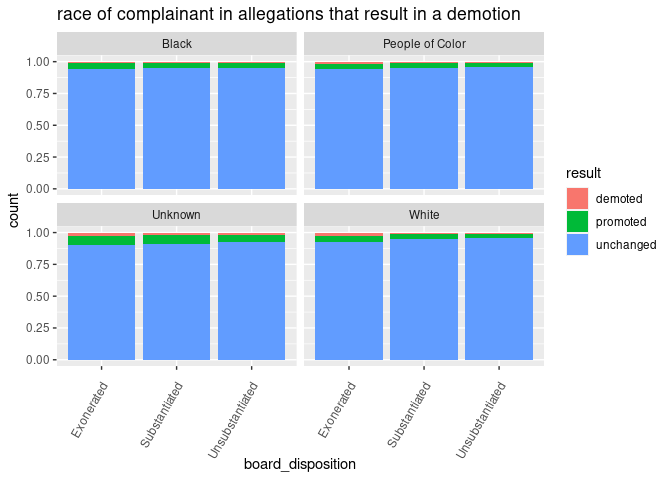 race of complainant in allegations that result in a demotion
Black
People of Color
1.00
0.75
0.50
0.25
0.00
Unknown
White
1.00
0.75
0.50
0.25
0.00
count
Exonerated
Substantiated
Unsubstantiated
Exonerated
Substantiated
Unsubstantiated
board_disposition
result
demoted
promoted
unchanged